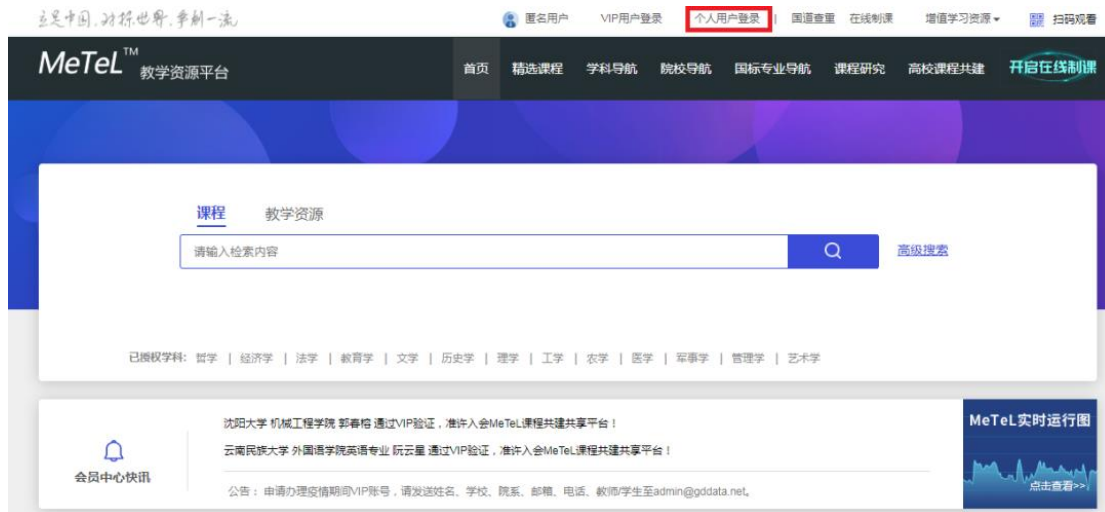 立足中国,对标世界,争创一流
匿名用户 VIP用户登录 个人用户登录 | 国道查重 在线制课 增值学习资源 扫码观看
MeTeL™ 教学资源平台 首页 精选课程 学科导航 院校导航 国标专业导航 课程研究 高校课程共建 开启在线制课
课程 教学资源
请输入检索内容 高级搜索
已授权学科: 哲学 | 经济学 | 法学 | 教育学 | 文学 | 历史学 | 理学 | 工学 | 农学 | 医学 | 军事学 | 管理学 | 艺术学
沈阳大学 机械工程学院 郭春榕 通过VIP验证，准许入会MeTeL课程共建共享平台！
云南民族大学 外国语学院英语专业 阮云星 通过VIP验证，准许入会MeTeL课程共建共享平台！
会员中心快讯
公告： 申请办理疫情期间VIP账号，请发送姓名、学校、院系、邮箱、电话、教师/学生至admin@gddata.net。
MeTeL实时运行图
点击查看>>